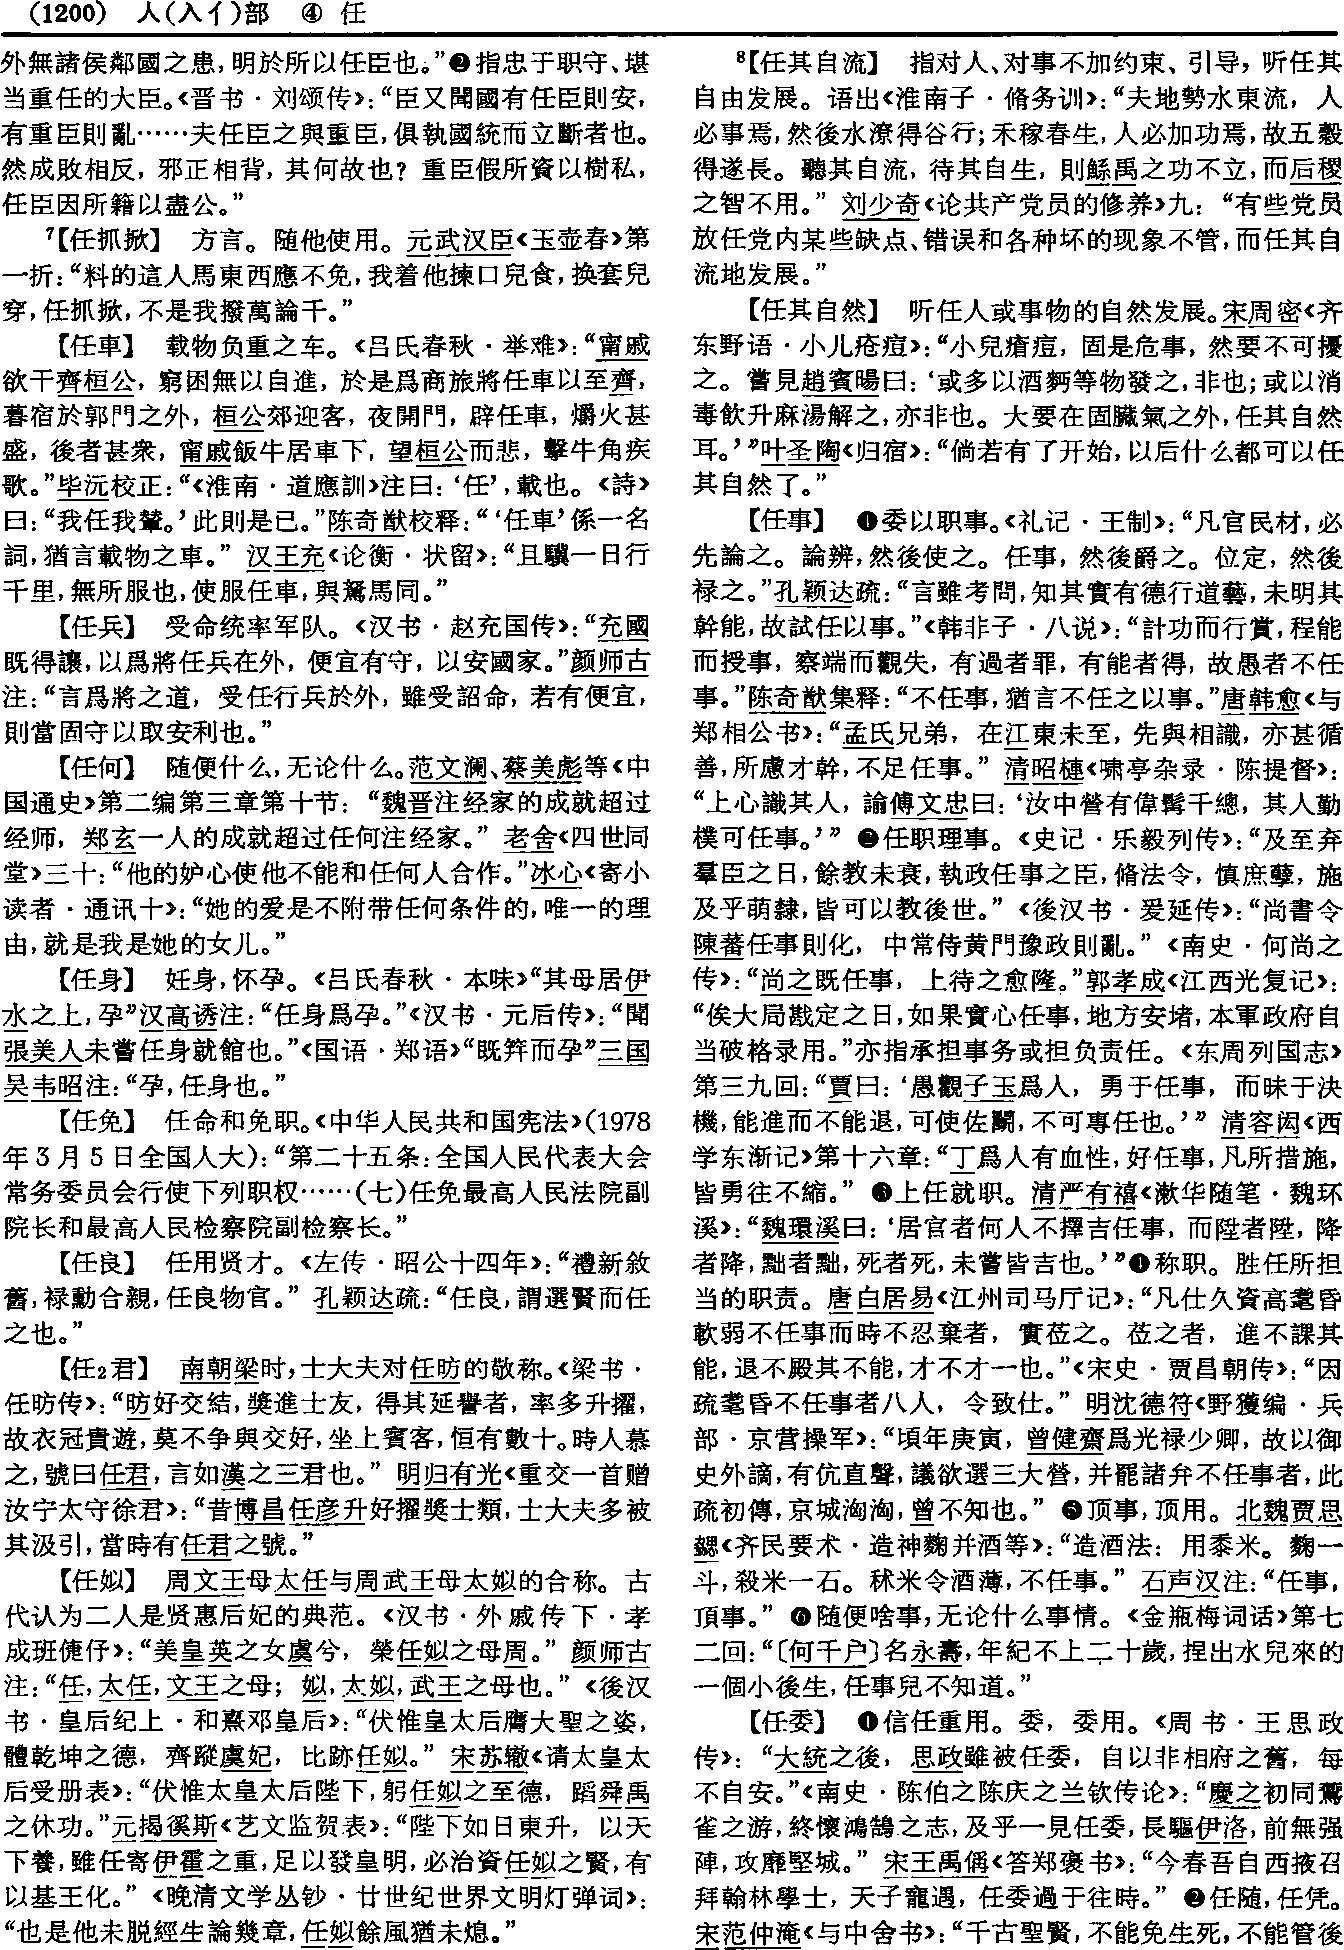 (1200) 人(入亻)部 ④ 任
外無諸侯鄰國之患,明於所以任臣也。”❷指忠于职守、堪
当重任的大臣。《晋书·刘颂传》:“臣又聞國有任臣則安,
有重臣則亂……夫任臣之與重臣,俱執國統而立斷者也。
然成敗相反,邪正相背,其何故也?重臣假所資以樹私,
任臣因所籍以盡公。”
⁷【任抓掀】 方言。随他使用。元武汉臣《玉壶春》第
一折:“料的這人馬東西應不免,我着他揀口兒食,换套兒
穿,任抓掀,不是我撥萬論千。”
【任車】 载物负重之车。《吕氏春秋·举难》:“甯戚
欲干齊桓公,窮困無以自進,於是爲商旅將任車以至齊,
暮宿於郭門之外,桓公郊迎客,夜開門,辟任車,爝火甚
盛,後者甚衆,甯戚飯牛居車下,望桓公而悲,擊牛角疾
歌。”毕沅校正:“《淮南·道應訓》注曰:‘任’,載也。《詩》
曰:“我任我輦。’此則是已。”陈奇猷校释:“‘任車’係一名
詞,猶言載物之車。” 汉王充《论衡·状留》:“且驥一日行
千里,無所服也,使服任車,與駑馬同。”
【任兵】 受命统率军队。《汉书·赵充国传》:“充國
既得讓,以爲將任兵在外,便宜有守,以安國家。”颜师古
注:“言爲將之道,受任行兵於外,雖受詔命,若有便宜,
則當固守以取安利也。”
【任何】 随便什么,无论什么。范文澜、蔡美彪等《中
国通史》第二编第三章第十节:“魏晋注经家的成就超过
经师,郑玄一人的成就超过任何注经家。” 老舍《四世同
堂》三十:“他的妒心使他不能和任何人合作。”冰心《寄小
读者·通讯十》:“她的爱是不附带任何条件的,唯一的理
由,就是我是她的女儿。”
【任身】 妊身,怀孕。《吕氏春秋·本味》“其母居伊
水之上,孕”汉高诱注:“任身爲孕。”《汉书·元后传》:“聞
張美人未嘗任身就館也。”《国语·郑语》“既笄而孕”三国
吴韦昭注:“孕,任身也。”
【任免】 任命和免职。《中华人民共和国宪法》(1978
年3月5日全国人大):“第二十五条:全国人民代表大会
常务委员会行使下列职权……(七)任免最高人民法院副
院长和最高人民检察院副检察长。”
【任良】 任用贤才。《左传·昭公十四年》:“禮新敘
舊,禄勳合親,任良物官。” 孔颖达疏:“任良,謂選賢而任
之也。”
【任₂君】 南朝梁时,士大夫对任昉的敬称。《梁书·
任昉传》:“昉好交結,獎進士友,得其延譽者,率多升擢,
故衣冠貴遊,莫不争與交好,坐上賓客,恒有數十。時人慕
之,號曰任君,言如漢之三君也。” 明归有光《重交一首赠
汝宁太守徐君》:“昔博昌任彦升好擢獎士類,士大夫多被
其汲引,當時有任君之號。”
【任姒】 周文王母太任与周武王母太姒的合称。古
代认为二人是贤惠后妃的典范。《汉书·外戚传下·孝
成班倢伃》:“美皇英之女虞兮,榮任姒之母周。” 颜师古
注:“任,太任,文王之母;姒,太姒,武王之母也。” 《後汉
书·皇后纪上·和熹邓皇后》:“伏惟皇太后膺大聖之姿,
體乾坤之德,齊蹤虞妃,比跡任姒。” 宋苏辙《请太皇太
后受册表》:“伏惟太皇太后陛下,躬任姒之至德,蹈舜禹
之休功。”元揭傒斯《艺文监贺表》:“陛下如日東升,以天
下養,雖任寄伊霍之重,足以發皇明,必治資任姒之賢,有
以基王化。” 《晚清文学丛钞·廿世纪世界文明灯弹词》:
“也是他未脱經生論幾章,任姒餘風猶未熄。”
⁸【任其自流】 指对人、对事不加约束、引导,听任其
自由发展。语出《淮南子·脩务训》:“夫地勢水東流,人
必事焉,然後水潦得谷行;禾稼春生,人必加功焉,故五穀
得遂長。聽其自流,待其自生,則鯀禹之功不立,而后稷
之智不用。” 刘少奇《论共产党员的修养》九:“有些党员
放任党内某些缺点、错误和各种坏的现象不管,而任其自
流地发展。”
【任其自然】 听任人或事物的自然发展。宋周密《齐
东野语·小儿疮痘》:“小兒瘡痘,固是危事,然要不可擾
之。嘗見趙賓暘曰:‘或多以酒麪等物發之,非也;或以消
毒飲升麻湯解之,亦非也。大要在固臟氣之外,任其自然
耳。’”叶圣陶《归宿》:“倘若有了开始,以后什么都可以任
其自然了。”
【任事】 ❶委以职事。《礼记·王制》:“凡官民材,必
先論之。論辨,然後使之。任事,然後爵之。位定,然後
禄之。”孔颖达疏:“言雖考問,知其實有德行道藝,未明其
幹能,故試任以事。”《韩非子·八说》:“計功而行賞,程能
而授事,察端而觀失,有過者罪,有能者得,故愚者不任
事。”陈奇猷集释:“不任事,猶言不任之以事。”唐韩愈《与
郑相公书》:“孟氏兄弟,在江東未至,先與相識,亦甚循
善,所慮才幹,不足任事。” 清昭槤《啸亭杂录·陈提督》:
“上心識其人,諭傅文忠曰:‘汝中營有偉髯千總,其人勤
樸可任事。’” ❷任职理事。《史记·乐毅列传》:“及至弃
羣臣之日,餘教未衰,執政任事之臣,脩法令,慎庶孽,施
及乎萌隸,皆可以教後世。” 《後汉书·爰延传》:“尚書令
陳蕃任事則化,中常侍黄門豫政則亂。” 《南史·何尚之
传》:“尚之既任事,上待之愈隆。”郭孝成《江西光复记》:
“俟大局戡定之日,如果實心任事,地方安堵,本軍政府自
当破格录用。”亦指承担事务或担负责任。《东周列国志》
第三九回:“賈曰:‘愚觀子玉爲人,勇于任事,而昧于決
機,能進而不能退,可使佐鬭,不可專任也。’” 清容闳《西
学东渐记》第十六章:“丁爲人有血性,好任事,凡所措施,
皆勇往不縮。” ❸上任就职。清严有禧《漱华随笔·魏环
溪》:“魏環溪曰:‘居官者何人不擇吉任事,而陞者陞,降
者降,黜者黜,死者死,未嘗皆吉也。’”❹称职。胜任所担
当的职责。唐白居易《江州司马厅记》:“凡仕久資高耄昏
軟弱不任事而時不忍棄者,實莅之。莅之者,進不課其
能,退不殿其不能,才不才一也。”《宋史·贾昌朝传》:“因
疏耄昏不任事者八人,令致仕。” 明沈德符《野獲编·兵
部·京营操军》:“頃年庚寅,曾健齋爲光禄少卿,故以御
史外謫,有伉直聲,議欲選三大營,并罷諸弁不任事者,此
疏初傳,京城洶洶,曾不知也。” ❺顶事,顶用。北魏贾思
勰《齐民要术·造神麴并酒等》:“造酒法:用黍米。麴一
斗,殺米一石。秫米令酒薄,不任事。” 石声汉注:“任事,
頂事。” ❻随便啥事,无论什么事情。《金瓶梅词话》第七
二回:“〔何千户〕名永壽,年紀不上二十歲,捏出水兒來的
一個小後生,任事兒不知道。”
【任委】 ❶信任重用。委,委用。《周书·王思政
传》:“大統之後,思政雖被任委,自以非相府之舊,每
不自安。”《南史·陈伯之陈庆之兰钦传论》:“慶之初同鷰
雀之游,終懷鴻鵠之志,及乎一見任委,長驅伊洛,前無强
陣,攻靡堅城。” 宋王禹偁《答郑褒书》:“今春吾自西掖召
拜翰林學士,天子寵遇,任委過于往時。” ❷任随,任凭。
宋范仲淹《与中舍书》:“千古聖賢,不能免生死,不能管後